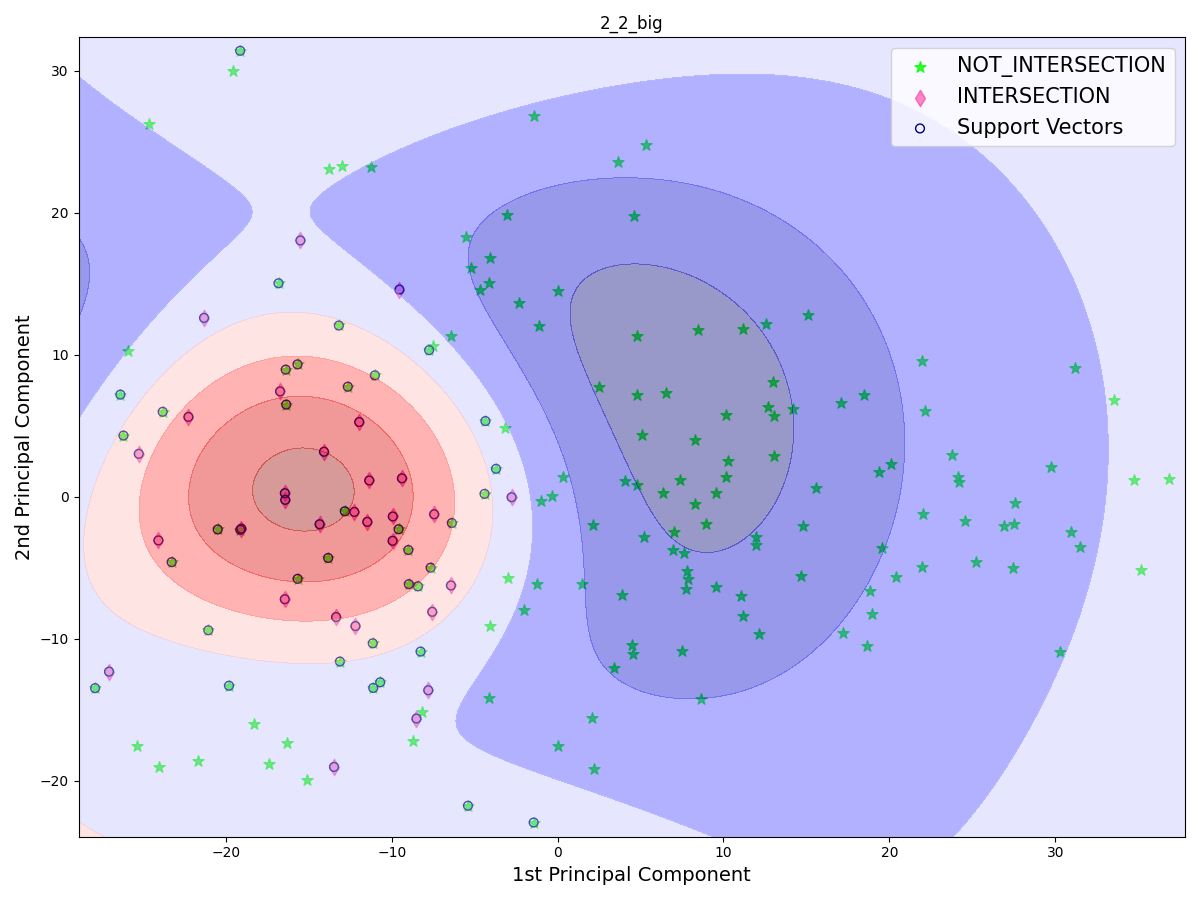 2_2_big
NOT_INTERSECTION
INTERSECTION
Support Vectors
2nd Principal Component
30
20
10
0
−10
−20
−20
−10
0
10
20
30
1st Principal Component